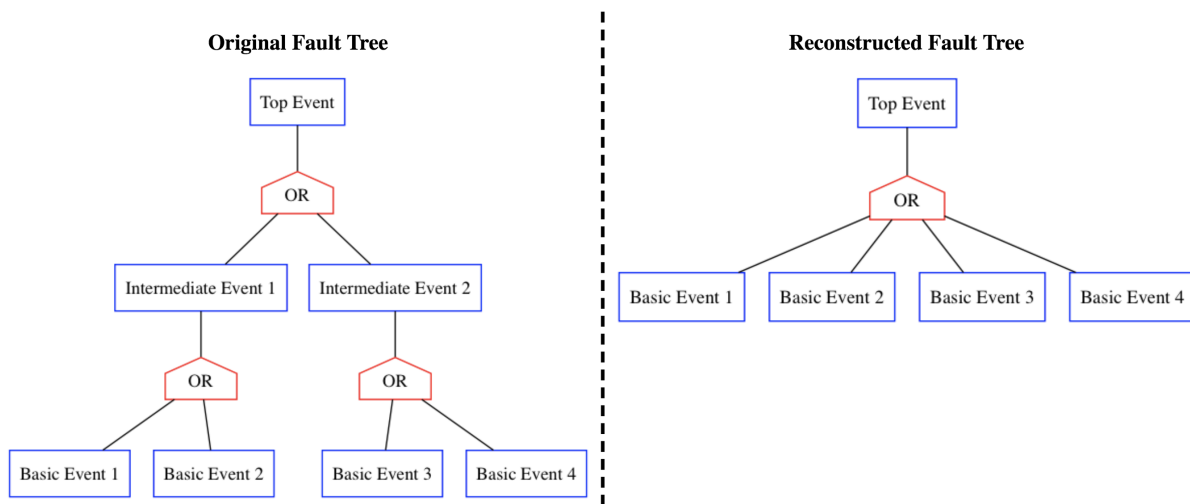 Original Fault Tree
Top Event
OR
Intermediate Event 1
Intermediate Event 2
OR
OR
Basic Event 1
Basic Event 2
Basic Event 3
Basic Event 4
Reconstructed Fault Tree
Top Event
OR
Basic Event 1
Basic Event 2
Basic Event 3
Basic Event 4